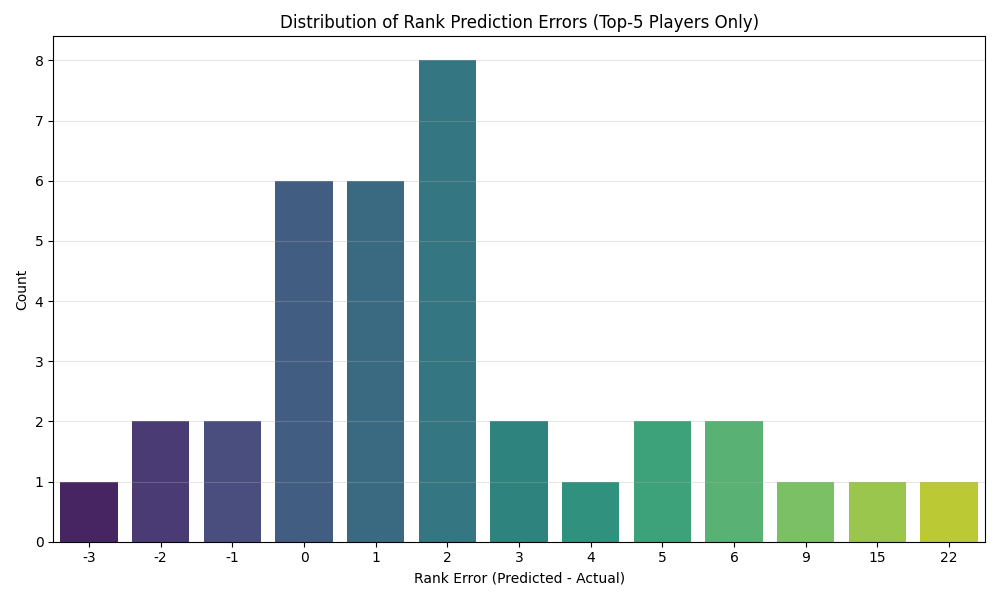 Distribution of Rank Prediction Errors (Top-5 Players Only)
Count
8
7
6
5
4
3
2
1
0
-3 -2 -1 0 1 2 3 4 5 6 9 15 22
Rank Error (Predicted - Actual)